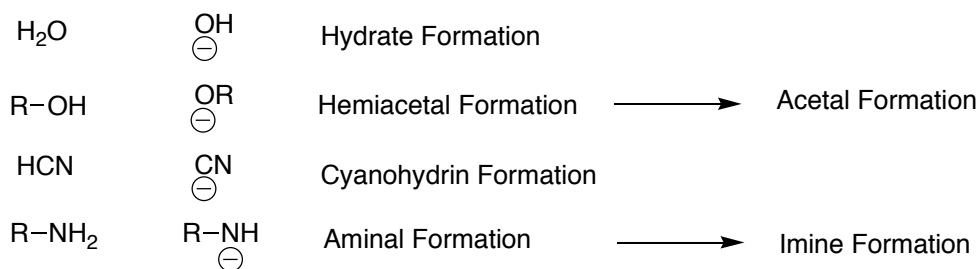 H₂O OH ⊖ Hydrate Formation
R–OH OR ⊖ Hemiacetal Formation ⟶ Acetal Formation
HCN CN ⊖ Cyanohydrin Formation
R–NH₂ R–NH ⊖ Aminal Formation ⟶ Imine Formation